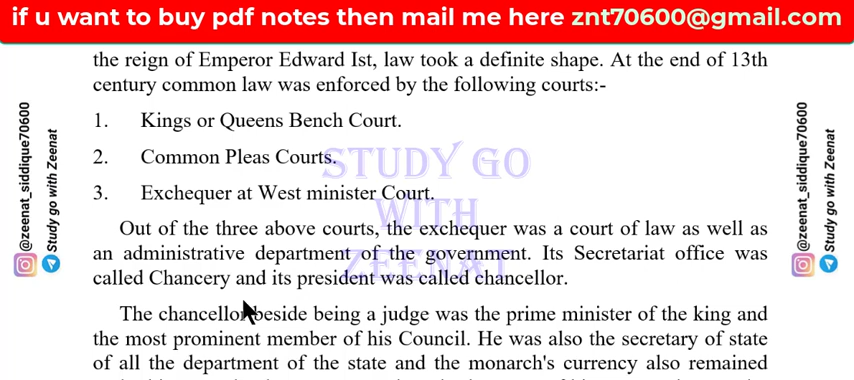 if u want to buy pdf notes then mail me here znt70600@gmail.com
the reign of Emperor Edward Ist, law took a definite shape. At the end of 13th
century common law was enforced by the following courts:-
1. Kings or Queens Bench Court.
2. Common Pleas Courts.
3. Exchequer at West minister Court.
Out of the three above courts, the exchequer was a court of law as well as
an administrative department of the government. Its Secretariat office was
called Chancery and its president was called chancellor.
The chancellor beside being a judge was the prime minister of the king and
the most prominent member of his Council. He was also the secretary of state
of all the department of the state and the monarch's currency also remained
STUDY GO
WITH
ZEENAT
@zeenat_siddique70600
Study go with Zeenat
@zeenat_siddique70600
Study go with Zeenat